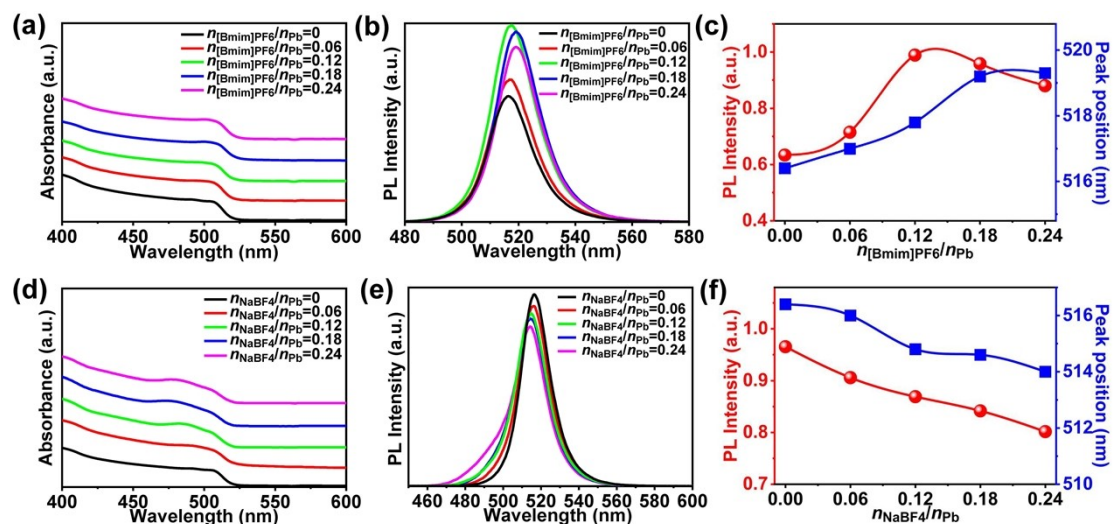 (a)
Absorbance (a.u.)
n[Bmim]PF6/nPb=0
n[Bmim]PF6/nPb=0.06
n[Bmim]PF6/nPb=0.12
n[Bmim]PF6/nPb=0.18
n[Bmim]PF6/nPb=0.24
400 450 500 550 600
Wavelength (nm)
(b)
PL Intensity (a.u.)
n[Bmim]PF6/nPb=0
n[Bmim]PF6/nPb=0.06
n[Bmim]PF6/nPb=0.12
n[Bmim]PF6/nPb=0.18
n[Bmim]PF6/nPb=0.24
480 500 520 540 560 580
Wavelength (nm)
(c)
PL Intensity (a.u.)
1.0
0.8
0.6
0.4
520
518
516
514
Peak position (nm)
0.00 0.06 0.12 0.18 0.24
n[Bmim]PF6/nPb
(d)
Absorbance (a.u.)
nNaBF4/nPb=0
nNaBF4/nPb=0.06
nNaBF4/nPb=0.12
nNaBF4/nPb=0.18
nNaBF4/nPb=0.24
400 450 500 550 600
Wavelength (nm)
(e)
PL Intensity (a.u.)
nNaBF4/nPb=0
nNaBF4/nPb=0.06
nNaBF4/nPb=0.12
nNaBF4/nPb=0.18
nNaBF4/nPb=0.24
460 480 500 520 540 560 580 600
Wavelength (nm)
(f)
PL Intensity (a.u.)
1.0
0.9
0.8
0.7
516
514
512
510
Peak position (nm)
0.00 0.06 0.12 0.18 0.24
nNaBF4/nPb